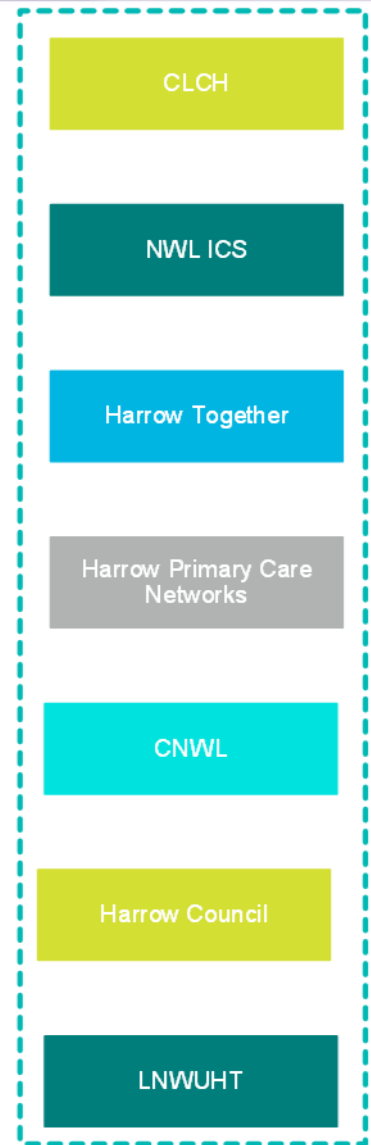 CLCH
NWL ICS
Harrow Together
Harrow Primary Care
Networks
CNWL
Harrow Council
LNWUHT